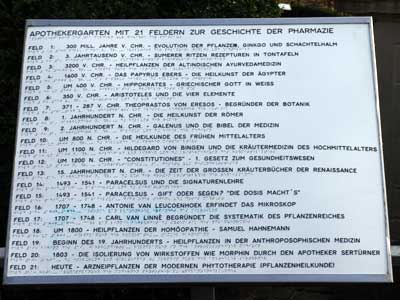 APOTHEKERGARTEN MIT 21 FELDERN ZUR GESCHICHTE DER PHARMAZIE
FELD 1: 300 MILL. JAHRE V. CHR. - EVOLUTION DER PFLANZEN, GINKGO UND SCHACHTELHALM
FELD 2: 3. JAHRTAUSEND V. CHR. - SUMERER RITZEN REZEPTUREN IN TONTAFELN
FELD 3: 3200 V. CHR. - HEILPFLANZEN DER ALTINDISCHEN AYURVEDAMEDIZIN
FELD 4: 1600 V. CHR. - DAS PAPYRUS EBERS - DIE HEILKUNST DER ÄGYPTER
FELD 5: UM 400 V. CHR. - HIPPOKRATES - GRIECHISCHER GOTT IN WEISS
FELD 6: 350 V. CHR. - ARISTOTELES UND DIE VIER ELEMENTE
FELD 7: 371 - 287 V. CHR. THEOPRASTOS VON ERESOS - BEGRÜNDER DER BOTANIK
FELD 8: 1. JAHRHUNDERT N. CHR. - DIE HEILKUNST DER RÖMER
FELD 9: 2. JAHRHUNDERT N. CHR. - GALENUS UND DIE BIBEL DER MEDIZIN
FELD 10: UM 800 N. CHR. - DIE HEILKUNDE DES FRÜHEN MITTELALTERS
FELD 11: UM 1100 N. CHR. - HILDEGARD VON BINGEN UND DIE KRÄUTERMEDIZIN DES HOCHMITTELALTERS
FELD 12: UM 1200 N. CHR. - "CONSTITUTIONES" - 1. GESETZ ZUM GESUNDHEITSWESEN
FELD 13: 15. JAHRHUNDERT N. CHR. - DIE ZEIT DER GROSSEN KRÄUTERBÜCHER DER RENAISSANCE
FELD 14: 1493 - 1541 - PARACELSUS UND DIE SIGNATURENLEHRE
FELD 15: 1493 - 1541 - PARACELSUS - GIFT ODER SEGEN? "DIE DOSIS MACHT´S"
FELD 16: 1707 - 1748 - ANTONIE VAN LEUCOENHOEK ERFINDET DAS MIKROSKOP
FELD 17: 1707 - 1748 - CARL VAN LINNÉ BEGRÜNDET DIE SYSTEMATIK DES PFLANZENREICHES
FELD 18: UM 1800 - HEILPFLANZEN DER HOMÖOPATHIE - SAMUEL HAHNEMANN
FELD 19: BEGINN DES 19. JAHRHUNDERTS - HEILPFLANZEN IN DER ANTHROPOSOPHISCHEN MEDIZIN
FELD 20: 1803 - DIE ISOLIERUNG VON WIRKSTOFFEN WIE MORPHIN DURCH DEN APOTHEKER SERTÜRNER
FELD 21: HEUTE - ARZNEIPFLANZEN DER MODERNEN PHYTOTHERAPIE (PFLANZENHEILKUNDE)